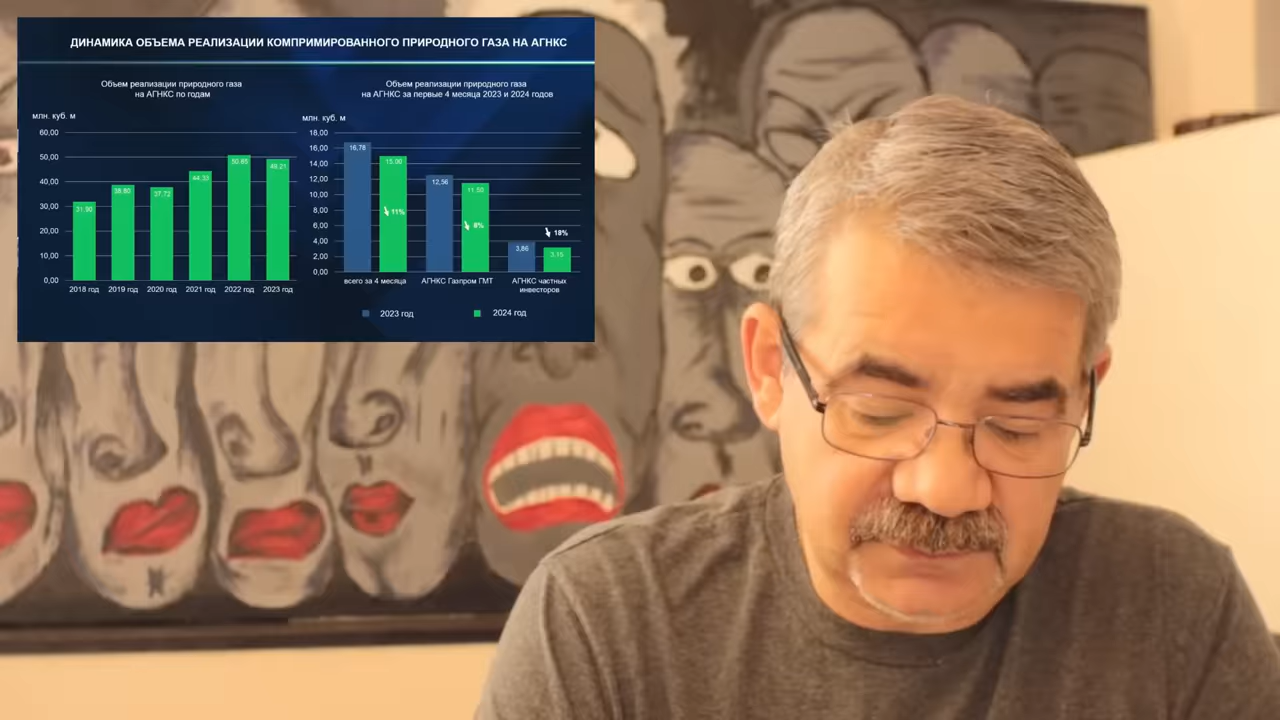 ДИНАМИКА ОБЪЕМА РЕАЛИЗАЦИИ КОМПРИМИРОВАННОГО ПРИРОДНОГО ГАЗА НА АГНКС
Объем реализации природного газа
на АГНКС по годам
млн. куб. м
60,00
50,00
40,00
30,00
20,00
10,00
0,00
31,90
38,80
37,72
44,33
50,65
49,21
2018 год
2019 год
2020 год
2021 год
2022 год
2023 год
Объем реализации природного газа
на АГНКС за первые 4 месяца 2023 и 2024 годов
млн. куб. м
18,00
16,00
14,00
12,00
10,00
8,00
6,00
4,00
2,00
0,00
16,78
15,00
11%
12,56
11,50
8%
3,86
3,15
18%
всего за 4 месяца
АГНКС Газпром ГМТ
АГНКС частных
инвесторов
2023 год
2024 год